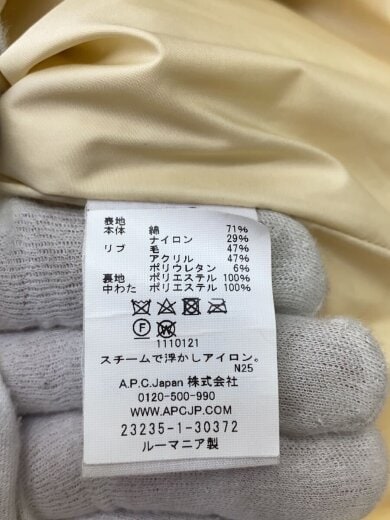 表地
本体 綿 71%
ナイロン 29%
リブ 毛 47%
アクリル 47%
ポリウレタン 6%
裏地 ポリエステル 100%
中わた ポリエステル 100%
F W
1110121
スチームで浮かしアイロン。
N25
A.P.C.Japan 株式会社
0120-500-990
WWW.APCJP.COM
23235-1-30372
ルーマニア製